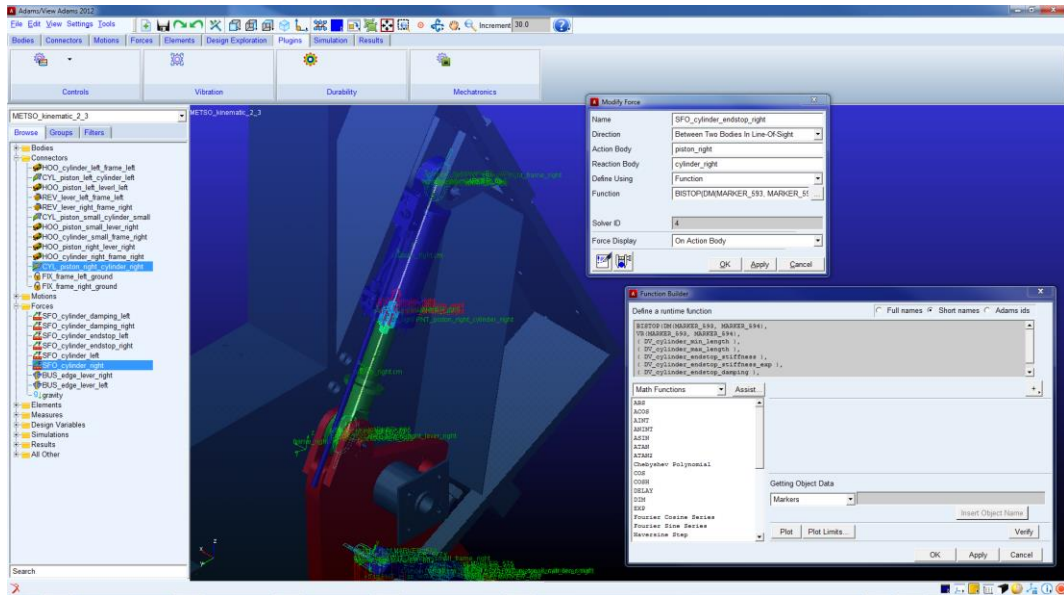 Adams/View Adams 2012
File Edit View Settings Tools
Increment 30.0
Bodies Connectors Motions Forces Elements Design Exploration Plugins Simulation Results
Controls Vibration Durability Mechatronics
METSO_kinematic_2_3
Browse Groups Filters
Bodies
Connectors
HOO_cylinder_left_frame_left
CYL_piston_left_cylinder_left
HOO_piston_left_leverl_left
REV_lever_left_frame_left
REV_lever_right_frame_right
CYL_piston_small_cylinder_small
HOO_piston_small_lever_right
HOO_cylinder_small_frame_right
HOO_piston_right_lever_right
HOO_cylinder_right_frame_right
CYL_piston_right_cylinder_right
FIX_frame_left_ground
FIX_frame_right_ground
Motions
Forces
SFO_cylinder_damping_left
SFO_cylinder_damping_right
SFO_cylinder_endstop_left
SFO_cylinder_endstop_right
SFO_cylinder_left
SFO_cylinder_right
BUS_edge_lever_right
BUS_edge_lever_left
gravity
Elements
Measures
Design Variables
Simulations
Results
All Other
Search
METSO_kinematic_2_3
Modify Force
Name SFO_cylinder_endstop_right
Direction Between Two Bodies In Line-Of-Sight
Action Body piston_right
Reaction Body cylinder_right
Define Using Function
Function BISTOP(DM(MARKER_593, MARKER_59 ...
Solver ID 4
Force Display On Action Body
OK Apply Cancel
Function Builder
Define a runtime function Full names Short names Adams ids
BISTOP(DM(MARKER_593, MARKER_594),
VR(MARKER_593, MARKER_594),
( DV_cylinder_min_length ),
( DV_cylinder_max_length ),
( DV_cylinder_endstop_stiffness ),
( DV_cylinder_endstop_stiffness_exp ),
( DV_cylinder_endstop_damping ),
Math Functions Assist...
ABS
ACOS
AINT
ANINT
ASIN
ATAN
ATAN2
Chebyshev Polynomial
COS
COSH
DELAY
DIM
EXP
Fourier Cosine Series
Fourier Sine Series
Haversine Step
Getting Object Data
Markers
Insert Object Name
Plot Plot Limits... Verify
OK Apply Cancel